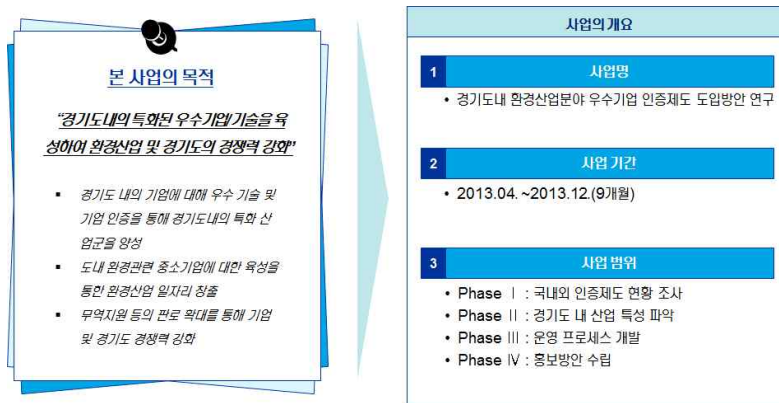 본 사업의 목적
“경기도내의 특화된 우수기업/기술을 육
성하여 환경산업 및 경기도의 경쟁력 강화”
▪ 경기도 내의 기업에 대해 우수 기술 및
기업 인증을 통해 경기도내의 특화 산
업군을 양성
▪ 도내 환경관련 중소기업에 대한 육성을
통한 환경산업 일자리 창출
▪ 무역지원 등의 판로 확대를 통해 기업
및 경기도 경쟁력 강화
사업의 개요
1 사업명
• 경기도내 환경산업분야 우수기업 인증제도 도입방안 연구
2 사업 기간
• 2013.04. ~2013.12.(9개월)
3 사업 범위
• Phase Ⅰ : 국내외 인증제도 현황 조사
• Phase Ⅱ : 경기도 내 산업 특성 파악
• Phase Ⅲ : 운영 프로세스 개발
• Phase Ⅳ : 홍보방안 수립